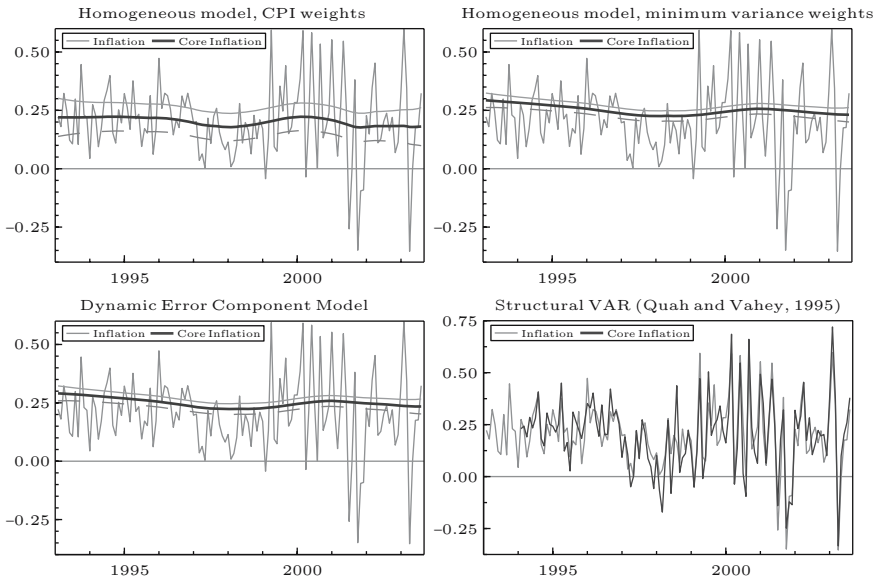 Homogeneous model, CPI weights
Inflation Core Inflation
0.50
0.25
0.00
−0.25
1995 2000
Homogeneous model, minimum variance weights
Inflation Core Inflation
0.50
0.25
0.00
−0.25
1995 2000
Dynamic Error Component Model
Inflation Core Inflation
0.50
0.25
0.00
−0.25
1995 2000
Structural VAR (Quah and Vahey, 1995)
0.75
Inflation Core Inflation
0.50
0.25
0.00
−0.25
1995 2000